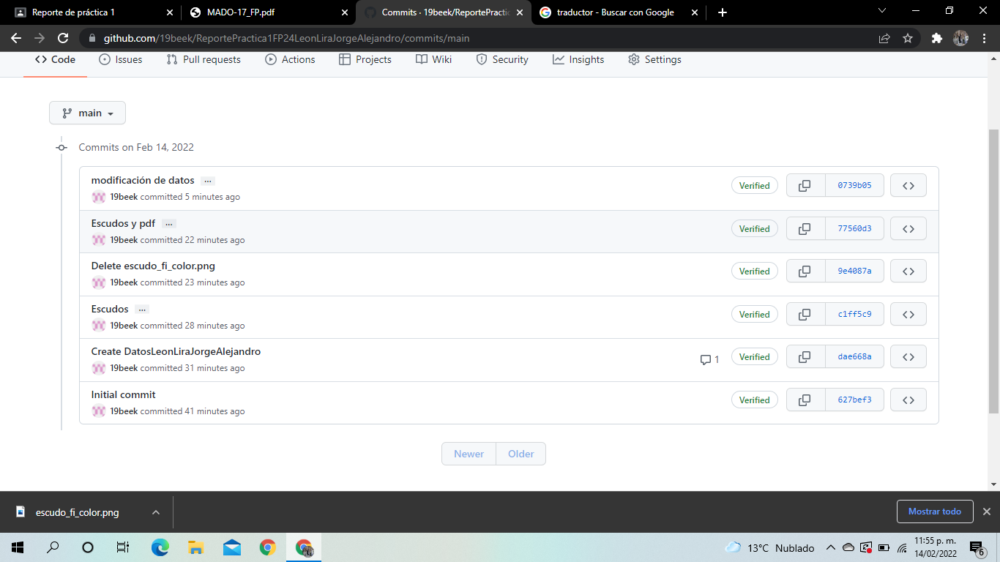 Reporte de práctica 1
MADO-17_FP.pdf
Commits · 19beek/ReportePractic
traductor - Buscar con Google
github.com/19beek/ReportePractica1FP24LeonLiraJorgeAlejandro/commits/main
Code Issues Pull requests Actions Projects Wiki Security Insights Settings
main
Commits on Feb 14, 2022
modificación de datos ...
19beek committed 5 minutes ago
Verified 0739b05
Escudos y pdf ...
19beek committed 22 minutes ago
Verified 77560d3
Delete escudo_fi_color.png
19beek committed 23 minutes ago
Verified 9e4087a
Escudos ...
19beek committed 28 minutes ago
Verified c1ff5c9
Create DatosLeonLiraJorgeAlejandro
19beek committed 31 minutes ago
1 Verified dae668a
Initial commit
19beek committed 41 minutes ago
Verified 627bef3
Newer Older
escudo_fi_color.png
Mostrar todo
13°C Nublado
11:55 p. m.
14/02/2022
6